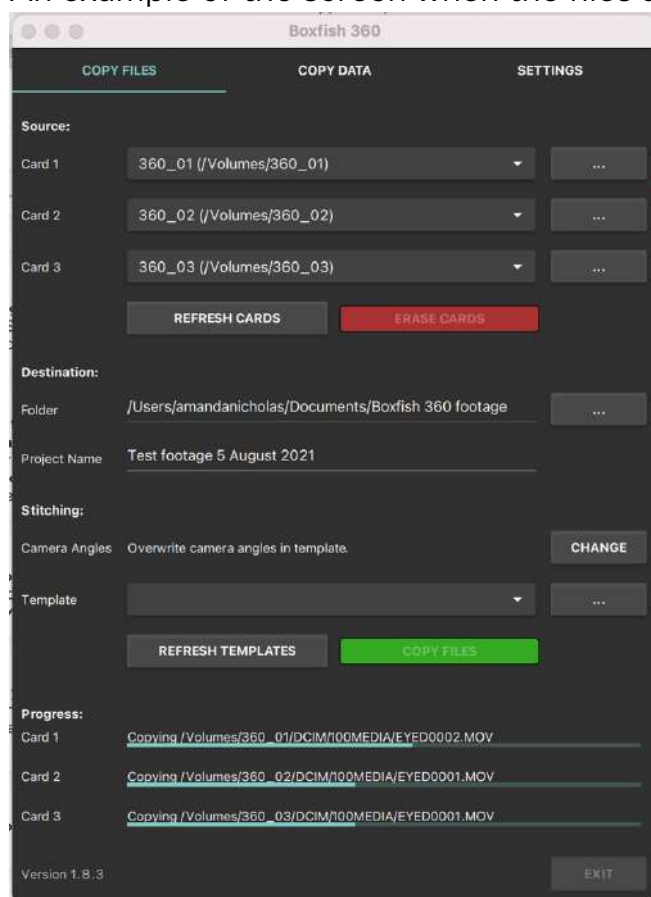 Boxfish 360
COPY FILES COPY DATA SETTINGS
Source:
Card 1 360_01 (/Volumes/360_01) ...
Card 2 360_02 (/Volumes/360_02) ...
Card 3 360_03 (/Volumes/360_03) ...
REFRESH CARDS ERASE CARDS
Destination:
Folder /Users/amandanicholas/Documents/Boxfish 360 footage ...
Project Name Test footage 5 August 2021
Stitching:
Camera Angles Overwrite camera angles in template. CHANGE
Template ...
REFRESH TEMPLATES COPY FILES
Progress:
Card 1 Copying /Volumes/360_01/DCIM/100MEDIA/EYED0002.MOV
Card 2 Copying /Volumes/360_02/DCIM/100MEDIA/EYED0001.MOV
Card 3 Copying /Volumes/360_03/DCIM/100MEDIA/EYED0001.MOV
Version 1.8.3 EXIT